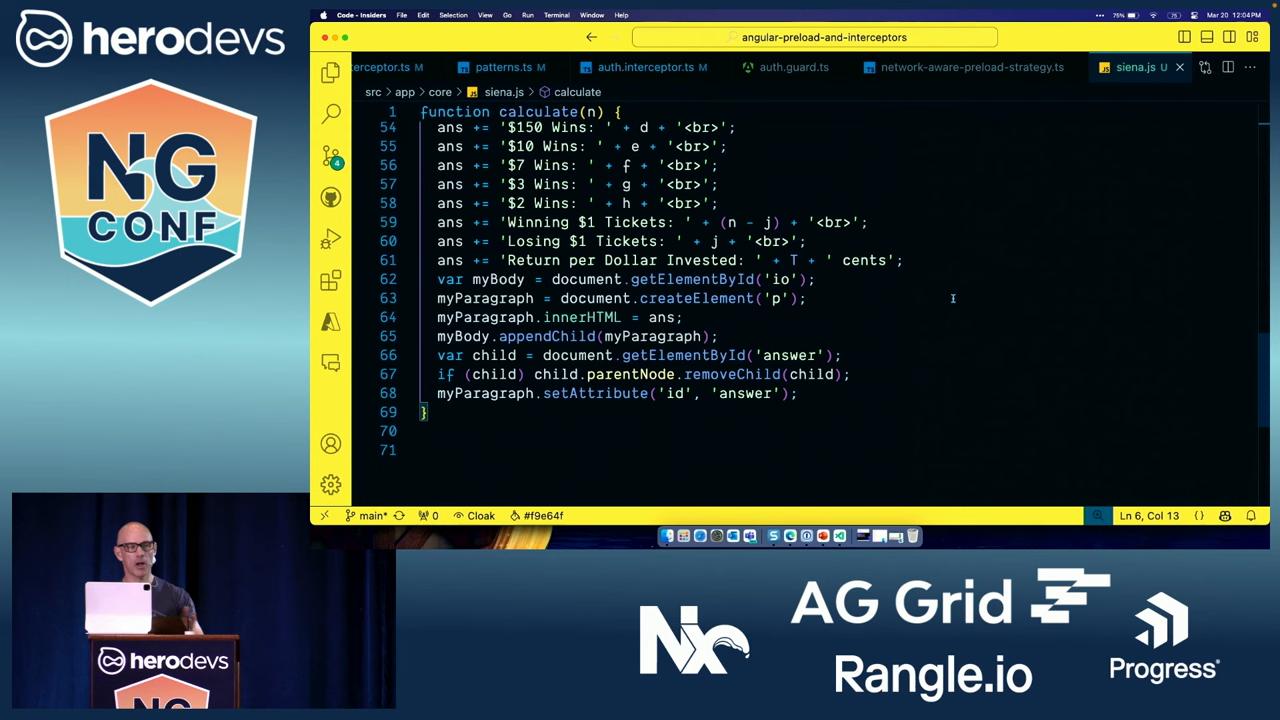 herodevs
NG
CONF
Code - Insiders File Edit Selection View Go Run Terminal Window Help
75% Mar 20 12:04PM
angular-preload-and-interceptors
erceptor.ts M
patterns.ts M
auth.interceptor.ts M
auth.guard.ts
network-aware-preload-strategy.ts
siena.js U
src > app > core > siena.js > calculate
1 function calculate(n) {
54 ans += '$150 Wins: ' + d + '<br>';
55 ans += '$10 Wins: ' + e + '<br>';
56 ans += '$7 Wins: ' + f + '<br>';
57 ans += '$3 Wins: ' + g + '<br>';
58 ans += '$2 Wins: ' + h + '<br>';
59 ans += 'Winning $1 Tickets: ' + (n - j) + '<br>';
60 ans += 'Losing $1 Tickets: ' + j + '<br>';
61 ans += 'Return per Dollar Invested: ' + T + ' cents';
62 var myBody = document.getElementById('io');
63 myParagraph = document.createElement('p');
64 myParagraph.innerHTML = ans;
65 myBody.appendChild(myParagraph);
66 var child = document.getElementById('answer');
67 if (child) child.parentNode.removeChild(child);
68 myParagraph.setAttribute('id', 'answer');
69 }
70
71
4
main* 0 Cloak #f9e64f
Ln 6, Col 13 {}
herodevs
NX
AG Grid
Rangle.io
Progress